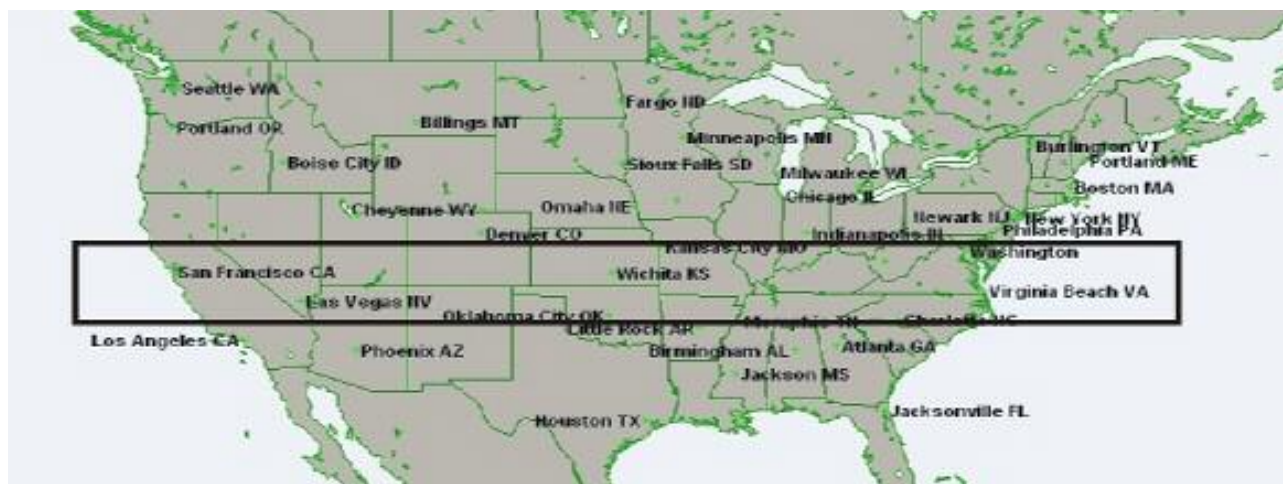 Seattle WA
Fargo ND
Portland OR
Billings MT
Minneapolis MN
Burlington VT
Boise City ID
Sioux Falls SD
Portland ME
Milwaukee WI
Boston MA
Chicago IL
Cheyenne WY
Omaha NE
Newark NJ
New York NY
Denver CO
Indianapolis IN
Philadelphia PA
Kansas City MO
Washington
San Francisco CA
Wichita KS
Virginia Beach VA
Las Vegas NV
Oklahoma City OK
Memphis TN
Charlotte NC
Little Rock AR
Los Angeles CA
Phoenix AZ
Birmingham AL
Atlanta GA
Jackson MS
Jacksonville FL
Houston TX